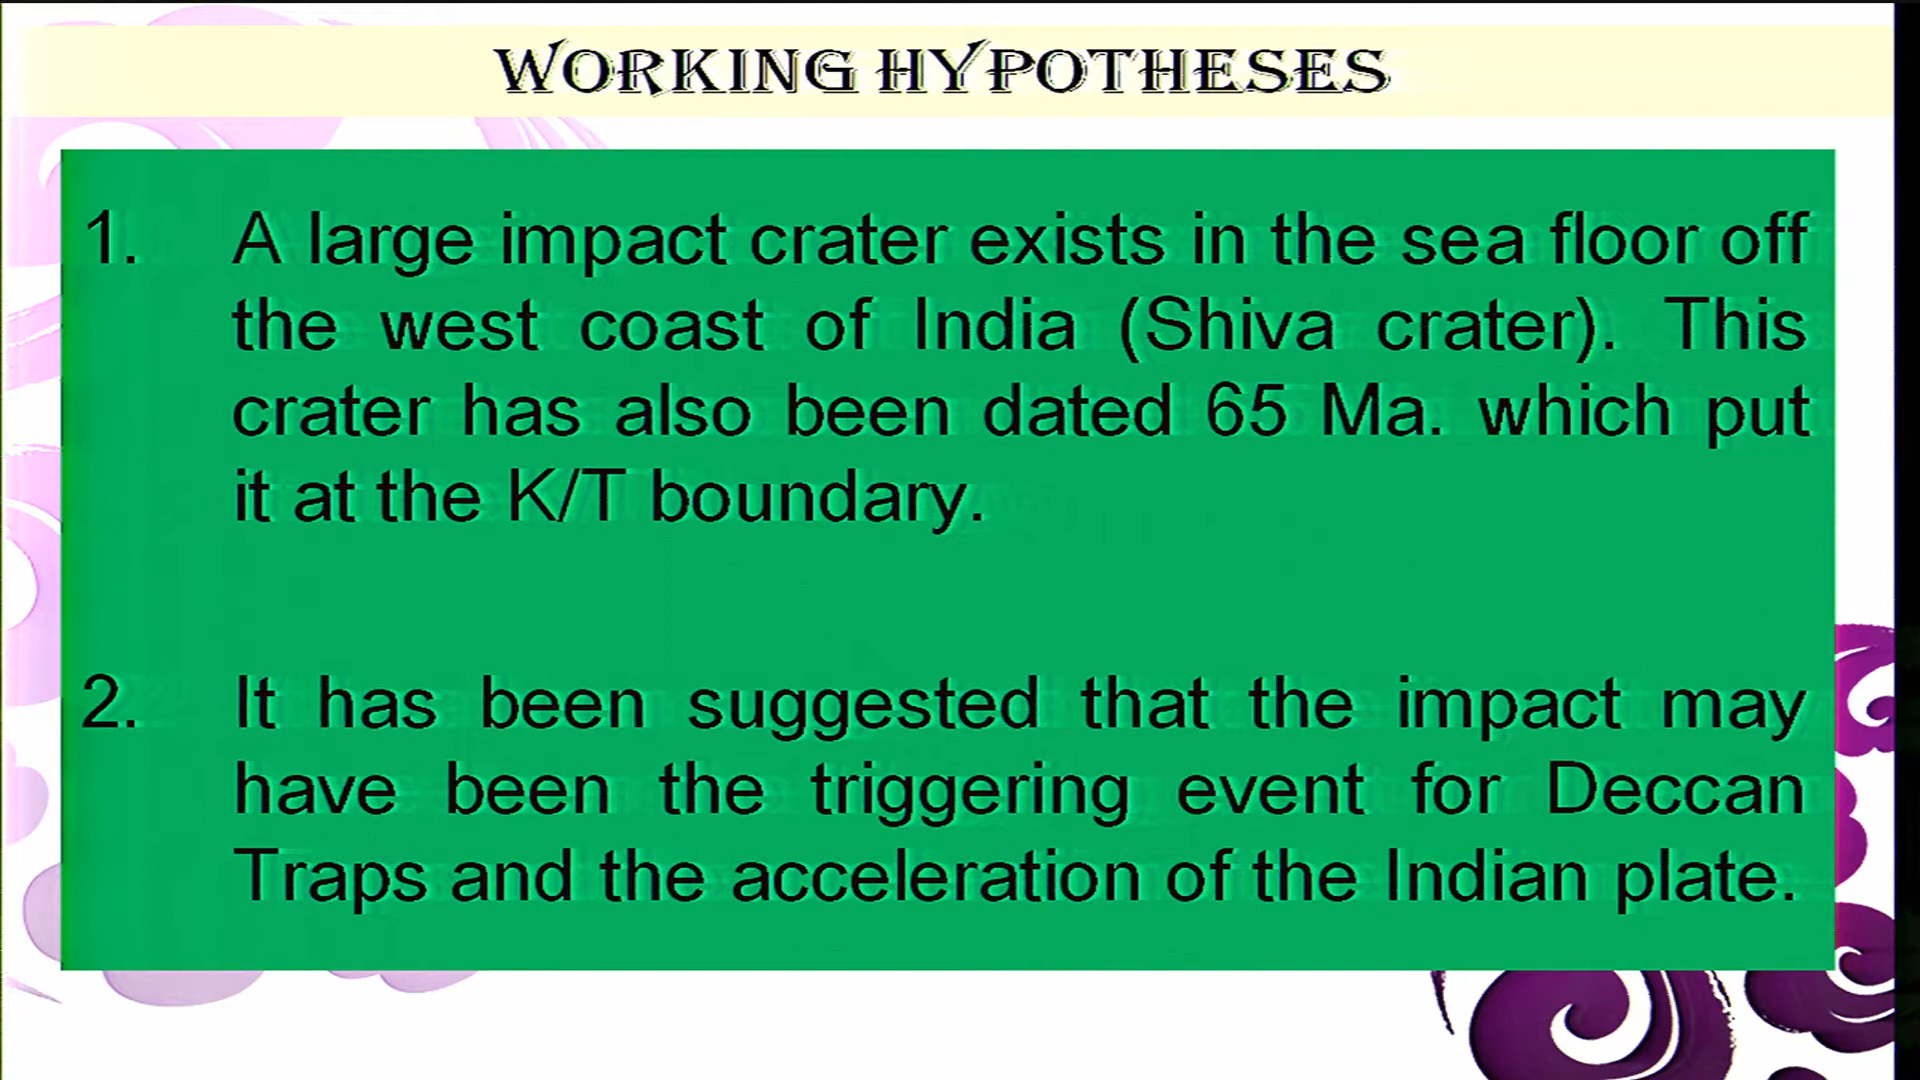 WORKING HYPOTHESES
1. A large impact crater exists in the sea floor off
the west coast of India (Shiva crater). This
crater has also been dated 65 Ma. which put
it at the K/T boundary.
2. It has been suggested that the impact may
have been the triggering event for Deccan
Traps and the acceleration of the Indian plate.